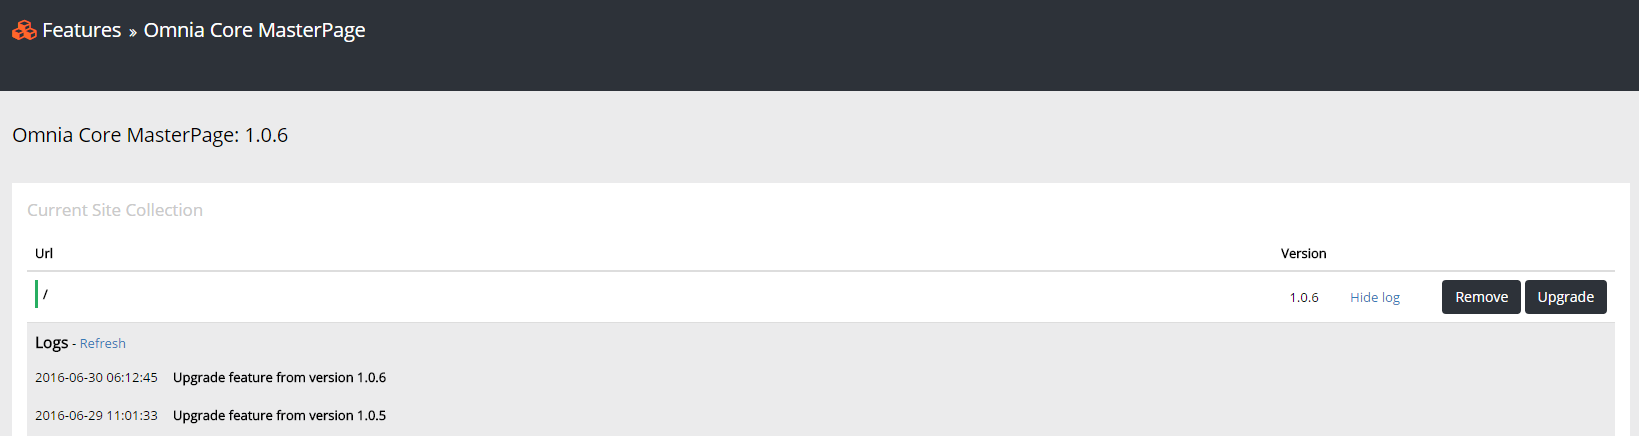 Features » Omnia Core MasterPage
Omnia Core MasterPage: 1.0.6
Current Site Collection
Url Version
/ 1.0.6 Hide log Remove Upgrade
Logs - Refresh
2016-06-30 06:12:45 Upgrade feature from version 1.0.6
2016-06-29 11:01:33 Upgrade feature from version 1.0.5